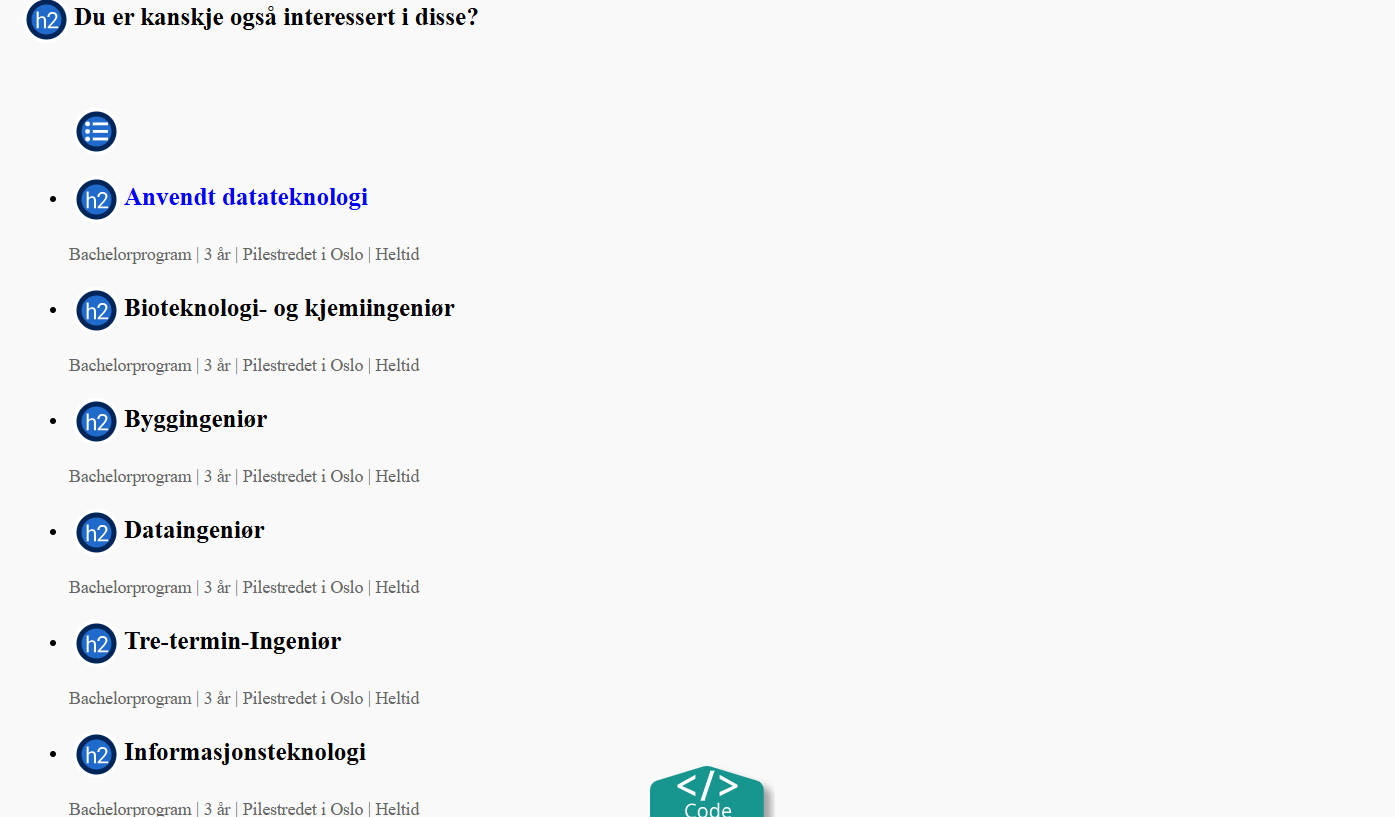 h2 Du er kanskje også interessert i disse?
h2 Anvendt datateknologi
Bachelorprogram | 3 år | Pilestredet i Oslo | Heltid
h2 Bioteknologi- og kjemiingeniør
Bachelorprogram | 3 år | Pilestredet i Oslo | Heltid
h2 Byggingeniør
Bachelorprogram | 3 år | Pilestredet i Oslo | Heltid
h2 Dataingeniør
Bachelorprogram | 3 år | Pilestredet i Oslo | Heltid
h2 Tre-termin-Ingeniør
Bachelorprogram | 3 år | Pilestredet i Oslo | Heltid
h2 Informasjonsteknologi
</> 
Bachelorprogram | 3 år | Pilestredet i Oslo | Heltid
Code